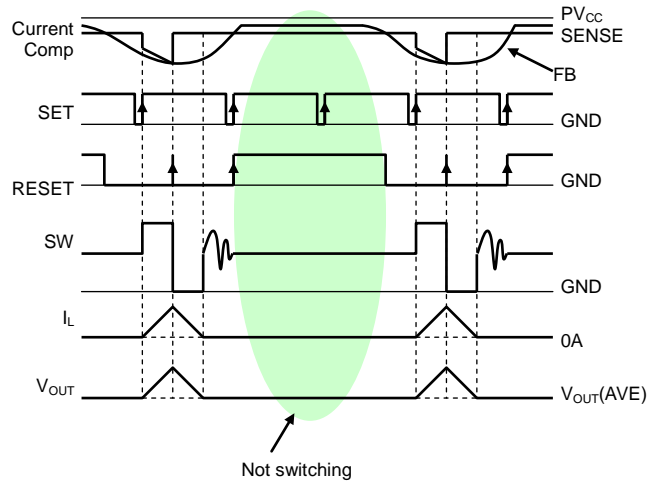 PVCC
Current
Comp
SENSE
FB
SET
GND
RESET
GND
SW
GND
IL
0A
VOUT
VOUT(AVE)
Not switching